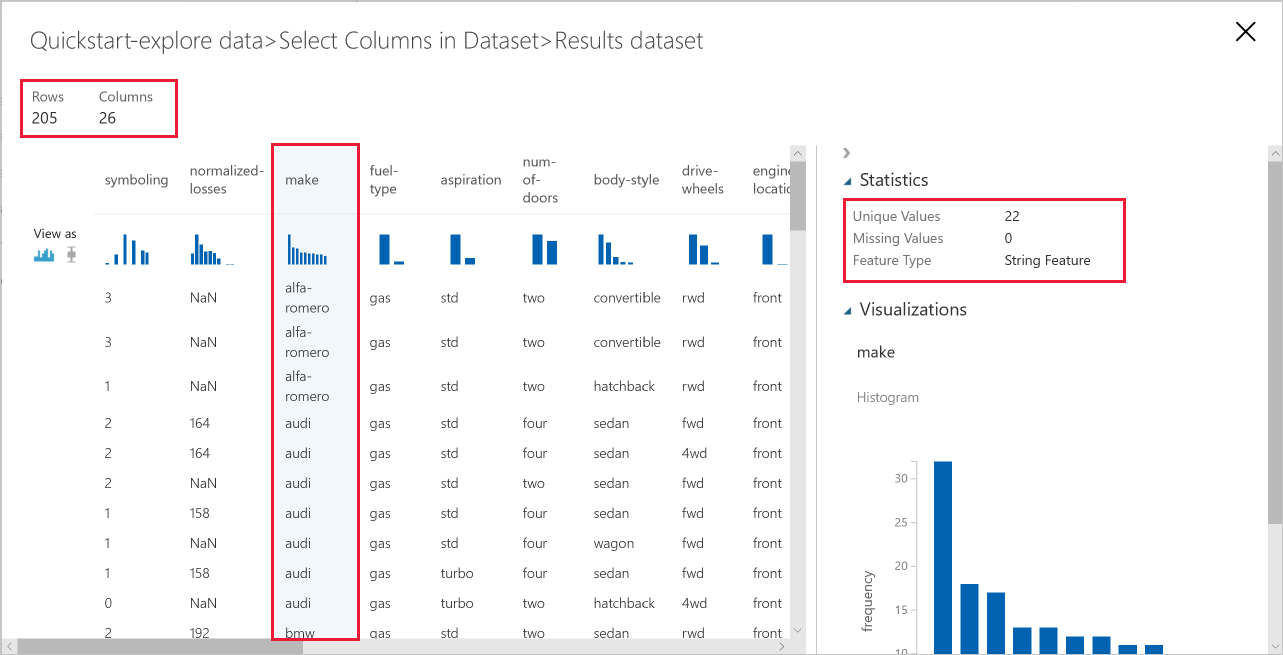 Quickstart-explore data>Select Columns in Dataset>Results dataset
Rows Columns
205 26
symboling normalized-losses make fuel-type aspiration num-of-doors body-style drive-wheels engine
View as
3 NaN alfa-romero gas std two convertible rwd front
3 NaN alfa-romero gas std two convertible rwd front
1 NaN alfa-romero gas std two hatchback rwd front
2 164 audi gas std four sedan fwd front
2 164 audi gas std four sedan 4wd front
2 NaN audi gas std two sedan fwd front
1 158 audi gas std four sedan fwd front
1 NaN audi gas std four wagon fwd front
1 158 audi gas turbo four sedan fwd front
0 NaN audi gas turbo two hatchback 4wd front
2 192 bmw gas std two sedan rwd front
Statistics
Unique Values 22
Missing Values 0
Feature Type String Feature
Visualizations
make
Histogram
30
25
20
15
10
frequency